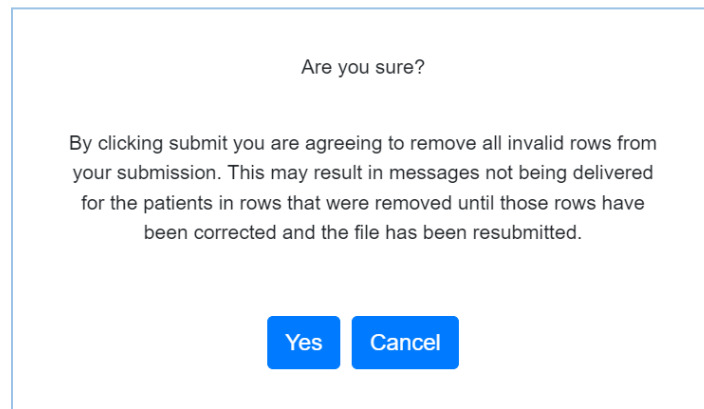 Are you sure?
By clicking submit you are agreeing to remove all invalid rows from
your submission. This may result in messages not being delivered
for the patients in rows that were removed until those rows have
been corrected and the file has been resubmitted.
Yes Cancel